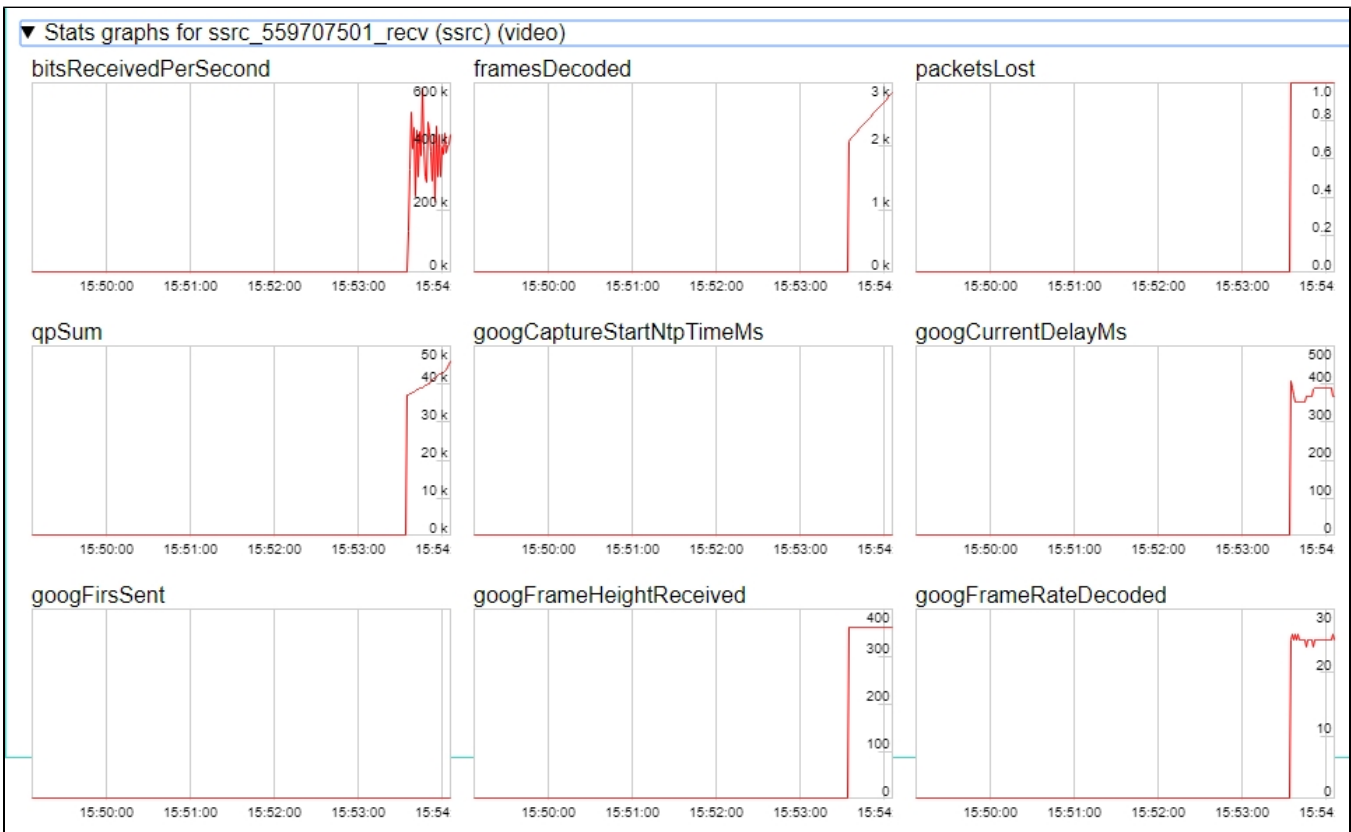 ▼ Stats graphs for ssrc_559707501_recv (ssrc) (video)
bitsReceivedPerSecond framesDecoded packetsLost
600 k 3 k 1.0
0.8
400 k 2 k 0.6
0.4
200 k 1 k 0.2
0 k 0 k 0.0
15:50:00 15:51:00 15:52:00 15:53:00 15:54 15:50:00 15:51:00 15:52:00 15:53:00 15:54 15:50:00 15:51:00 15:52:00 15:53:00 15:54
qpSum googCaptureStartNtpTimeMs googCurrentDelayMs
50 k 500
40 k 400
30 k 300
20 k 200
10 k 100
0 k 0
15:50:00 15:51:00 15:52:00 15:53:00 15:54 15:50:00 15:51:00 15:52:00 15:53:00 15:54 15:50:00 15:51:00 15:52:00 15:53:00 15:54
googFirsSent googFrameHeightReceived googFrameRateDecoded
400 30
300 20
200
100 10
0 0
15:50:00 15:51:00 15:52:00 15:53:00 15:54 15:50:00 15:51:00 15:52:00 15:53:00 15:54 15:50:00 15:51:00 15:52:00 15:53:00 15:54